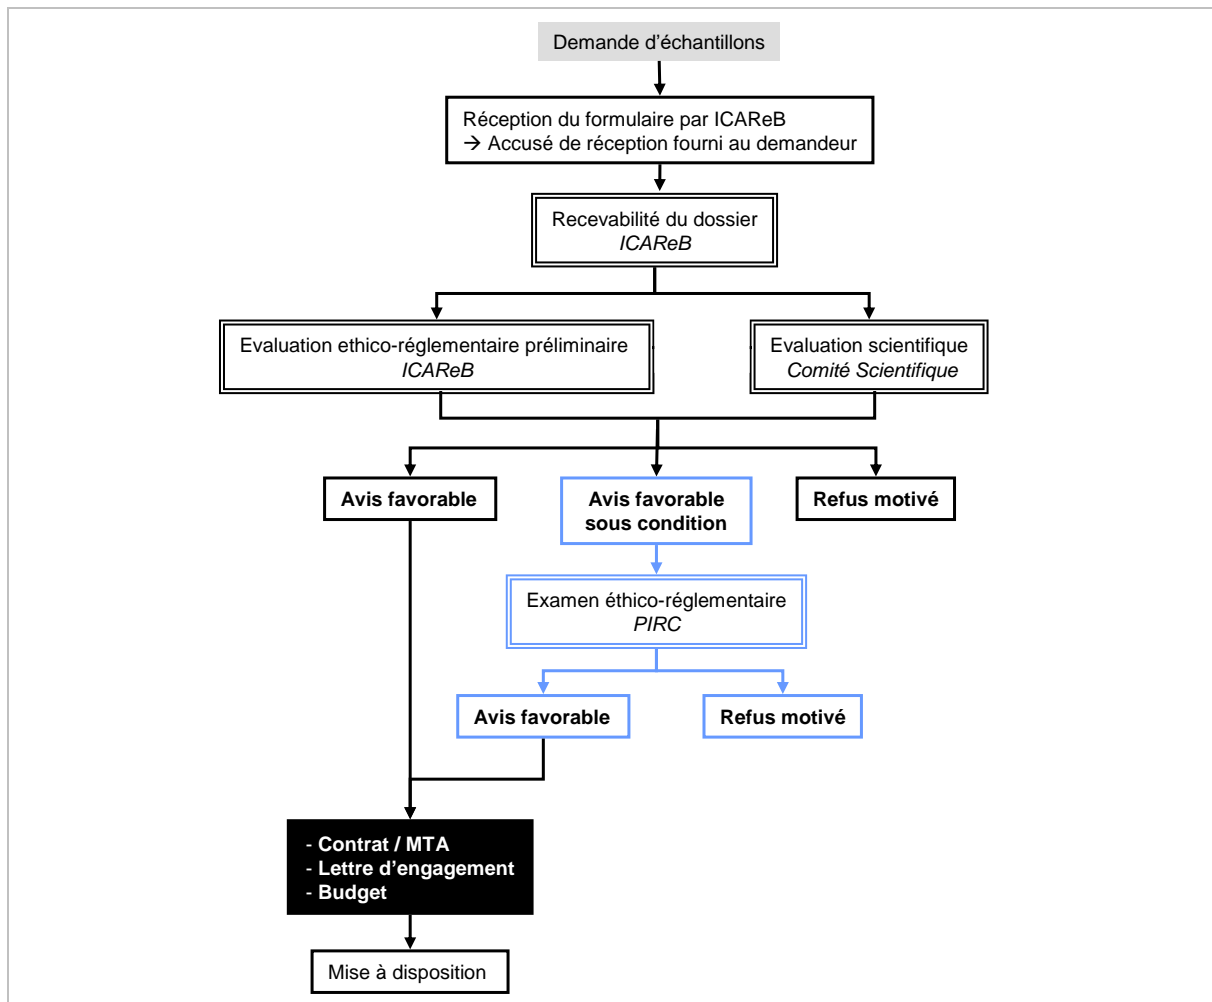 Demande d'échantillons
Réception du formulaire par ICAReB
→ Accusé de réception fourni au demandeur
Recevabilité du dossier
ICAReB
Evaluation ethico-réglementaire préliminaire
ICAReB
Evaluation scientifique
Comité Scientifique
Avis favorable
Avis favorable
sous condition
Refus motivé
Examen éthico-réglementaire
PIRC
Avis favorable
Refus motivé
- Contrat / MTA
- Lettre d'engagement
- Budget
Mise à disposition